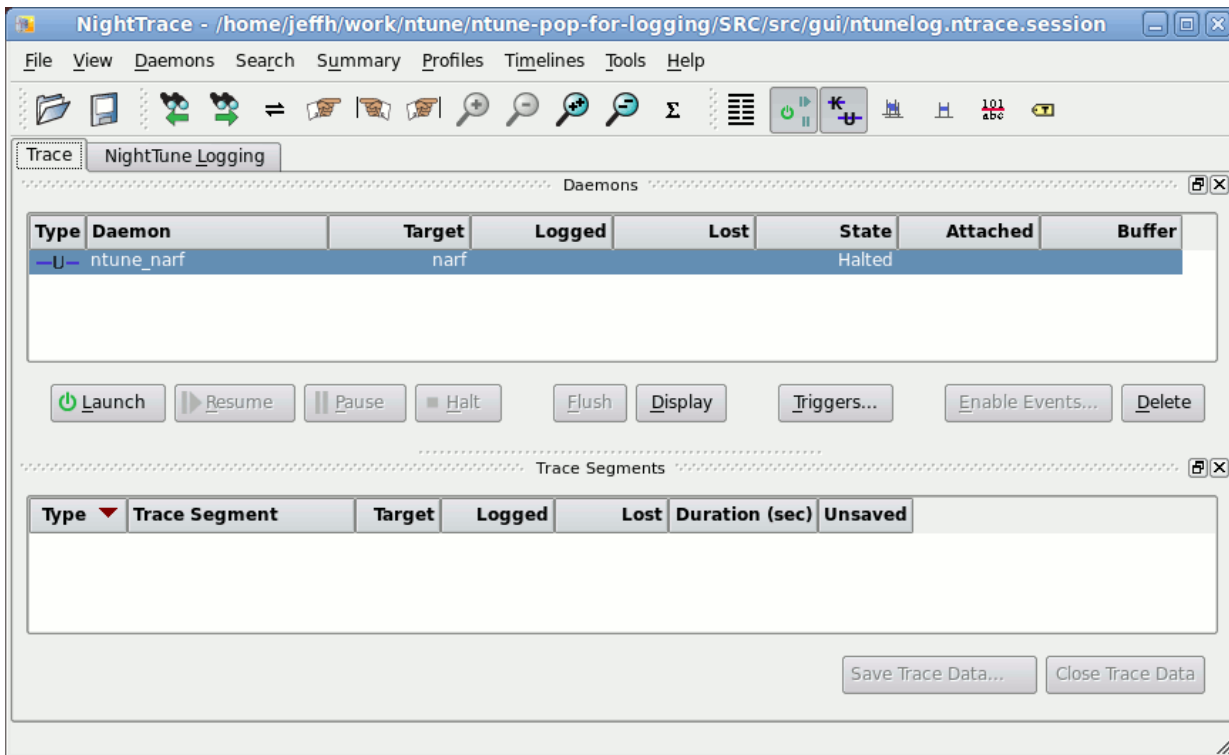 NightTrace - /home/jeffh/work/ntune/ntune-pop-for-logging/SRC/src/gui/ntunelog.ntrace.session
File View Daemons Search Summary Profiles Timelines Tools Help
Σ K U 101 abc T
Trace NightTune Logging
Daemons
Type Daemon Target Logged Lost State Attached Buffer
U ntune_narf narf Halted
Launch Resume Pause Halt Flush Display Triggers... Enable Events... Delete
Trace Segments
Type Trace Segment Target Logged Lost Duration (sec) Unsaved
Save Trace Data... Close Trace Data